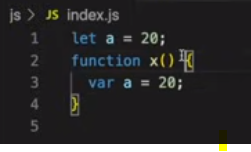 js > JS index.js
1 let a = 20;
2 function x() {
3 var a = 20;
4 }
5